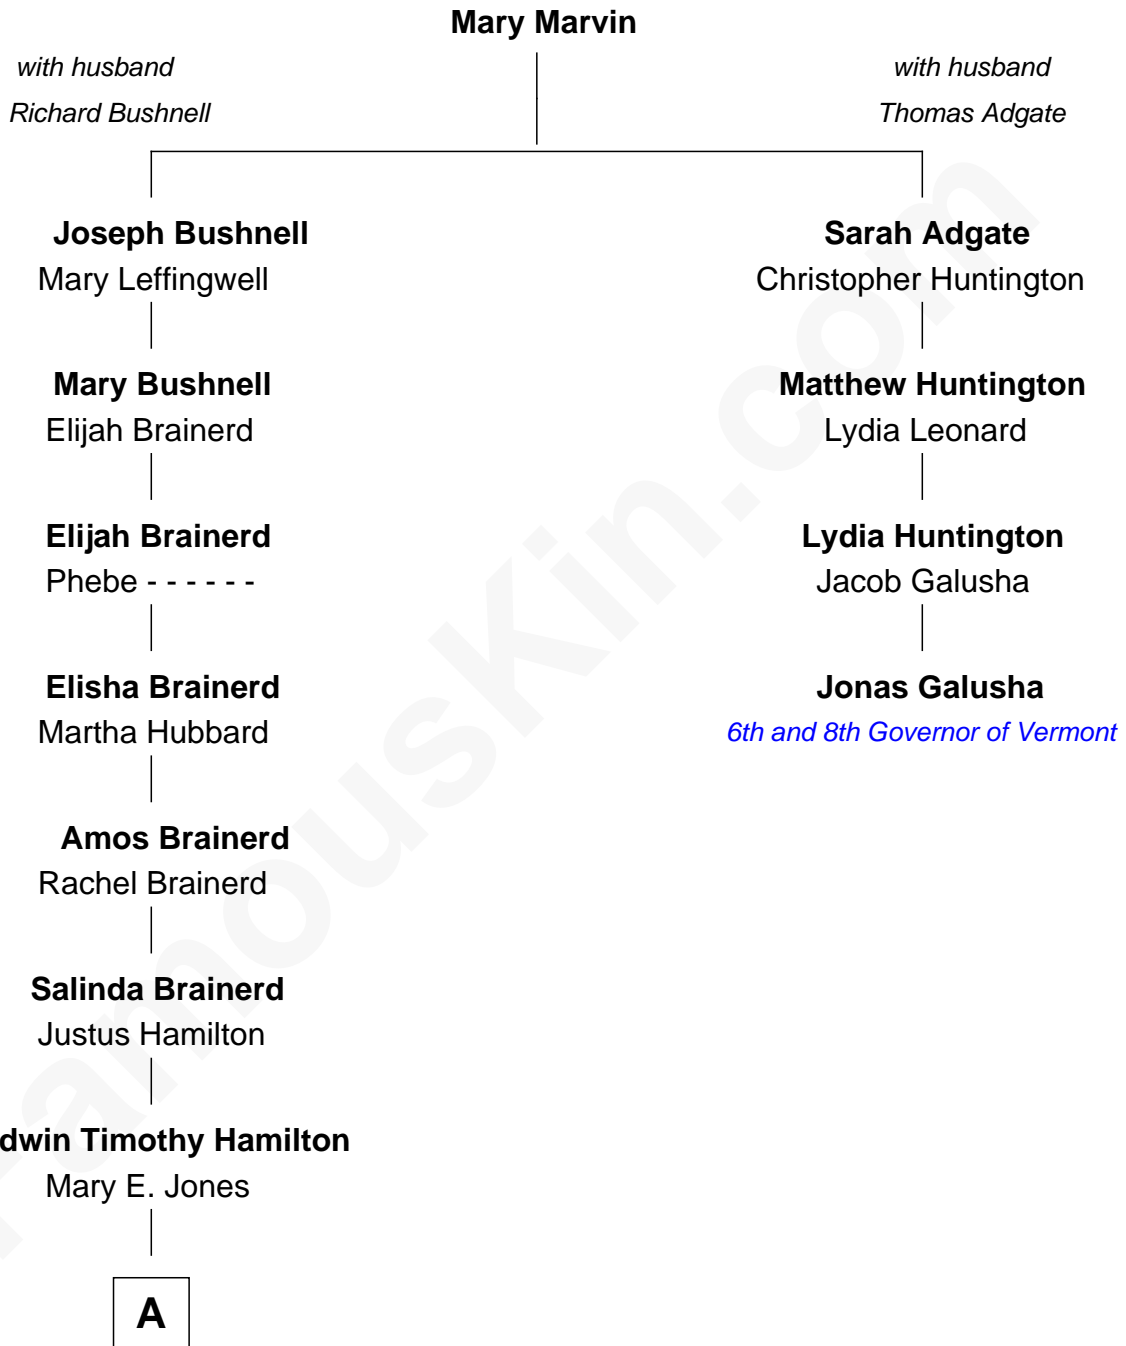 Mary Marvin
with husband
Richard Bushnell
with husband
Thomas Adgate
Joseph Bushnell
Mary Leffingwell
Sarah Adgate
Christopher Huntington
Mary Bushnell
Elijah Brainerd
Matthew Huntington
Lydia Leonard
Elijah Brainerd
Phebe - - - - - -
Lydia Huntington
Jacob Galusha
Elisha Brainerd
Martha Hubbard
Jonas Galusha
6th and 8th Governor of Vermont
Amos Brainerd
Rachel Brainerd
Salinda Brainerd
Justus Hamilton
dwin Timothy Hamilton
Mary E. Jones
A
FamousKin.com